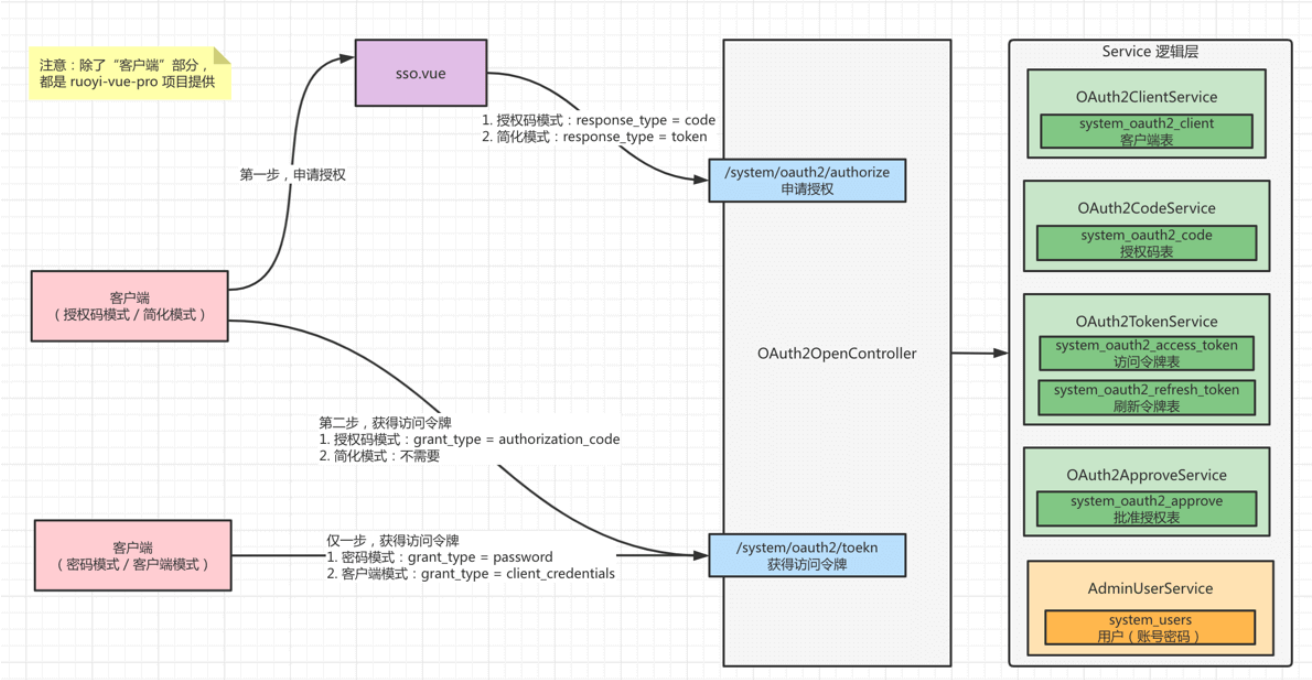 注意：除了“客户端”部分，
都是 ruoyi-vue-pro 项目提供
sso.vue
1. 授权码模式：response_type = code
2. 简化模式：response_type = token
第一步，申请授权
/system/oauth2/authorize
申请授权
客户端
（ 授权码模式 / 简化模式 ）
第二步，获得访问令牌
1. 授权码模式：grant_type = authorization_code
2. 简化模式：不需要
客户端
（ 密码模式 / 客户端模式 ）
仅一步，获得访问令牌
1. 密码模式：grant_type = password
2. 客户端模式：grant_type = client_credentials
/system/oauth2/toekn
获得访问令牌
OAuth2OpenController
Service 逻辑层
OAuth2ClientService
system_oauth2_client
客户端表
OAuth2CodeService
system_oauth2_code
授权码表
OAuth2TokenService
system_oauth2_access_token
访问令牌表
system_oauth2_refresh_token
刷新令牌表
OAuth2ApproveService
system_oauth2_approve
批准授权表
AdminUserService
system_users
用户（ 账号密码 ）